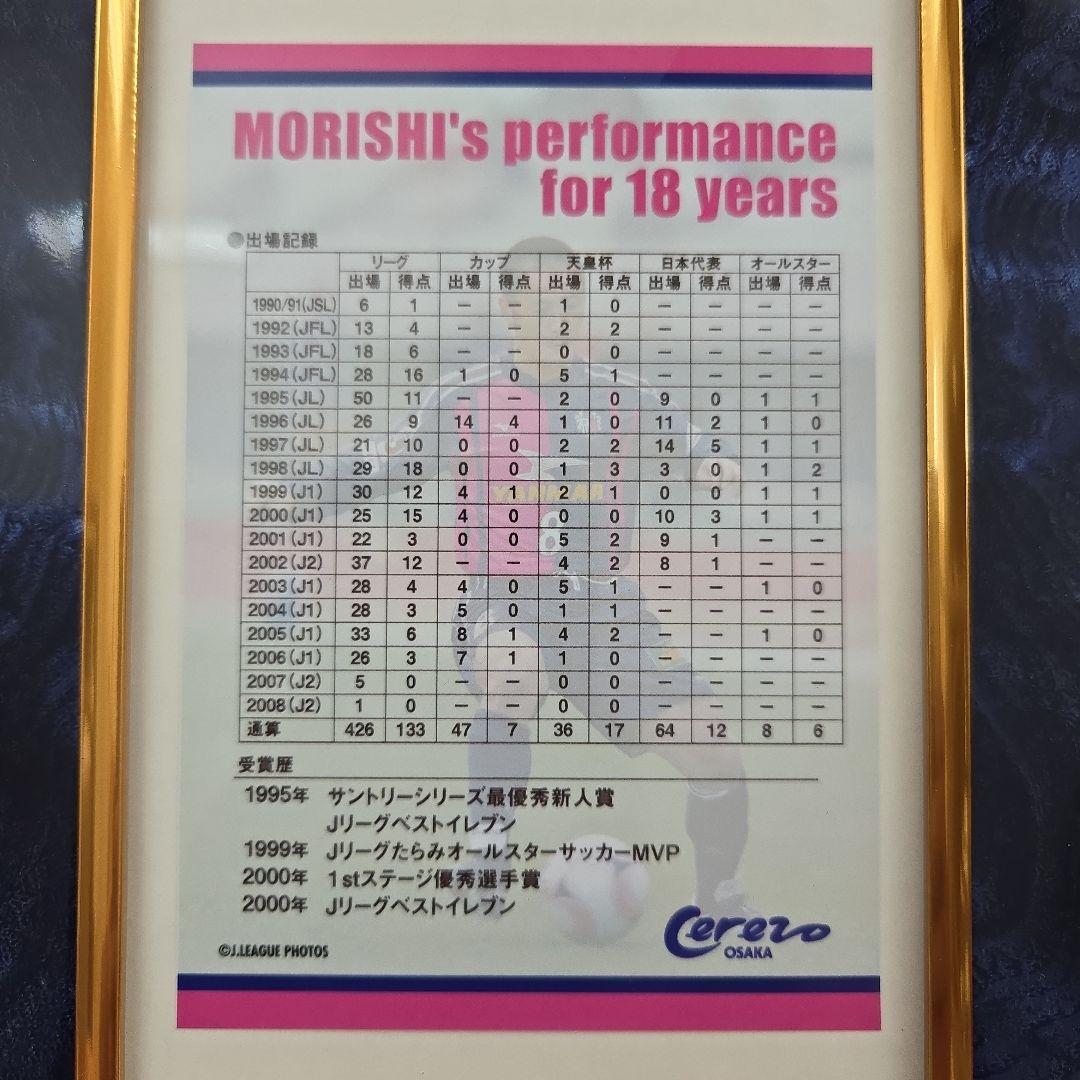 MORISHI's performance
for 18 years
●出場記録
リーグ カップ 天皇杯 日本代表 オールスター
出場 得点 出場 得点 出場 得点 出場 得点 出場 得点
1990/91(JSL) 6 1 — — 1 0 — — — —
1992(JFL) 13 4 — — 2 2 — — — —
1993(JFL) 18 6 — — 0 0 — — — —
1994(JFL) 28 16 1 0 5 1 — — — —
1995(JL) 50 11 — — 2 0 9 0 1 1
1996(JL) 26 9 14 4 1 0 11 2 1 0
1997(JL) 21 10 0 0 2 2 14 5 1 1
1998(JL) 29 18 0 0 1 3 3 0 1 2
1999(J1) 30 12 4 1 2 1 0 0 1 1
2000(J1) 25 15 4 0 0 0 10 3 1 1
2001(J1) 22 3 0 0 5 2 9 1 — —
2002(J2) 37 12 — — 4 2 8 1 — —
2003(J1) 28 4 4 0 5 1 — — 1 0
2004(J1) 28 3 5 0 1 1 — — — —
2005(J1) 33 6 8 1 4 2 — — 1 0
2006(J1) 26 3 7 1 1 0 — — — —
2007(J2) 5 0 — — 0 0 — — — —
2008(J2) 1 0 — — 0 0 — — — —
通算 426 133 47 7 36 17 64 12 8 6
YANMAR
8
受賞歴
1995年 サントリーシリーズ最優秀新人賞
Jリーグベストイレブン
1999年 JリーグたらみオールスターサッカーMVP
2000年 1stステージ優秀選手賞
2000年 Jリーグベストイレブン
Cerezo
OSAKA
©J.LEAGUE PHOTOS